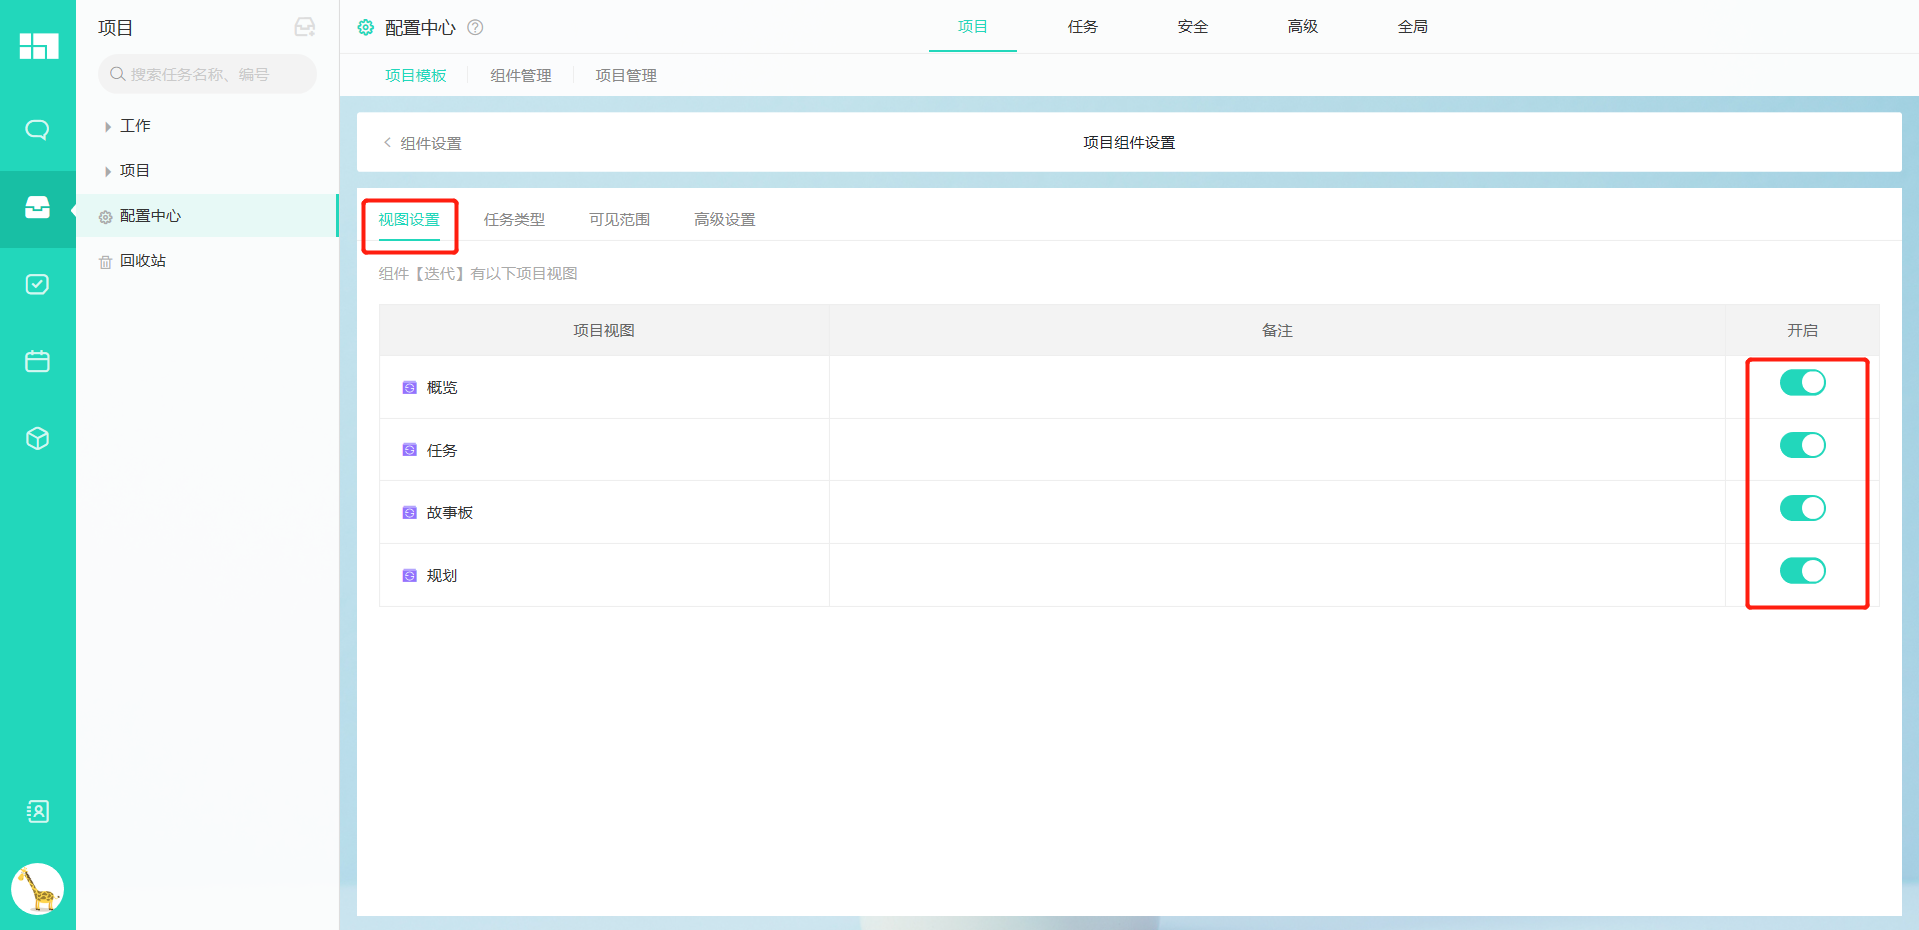 项目
搜索任务名称、编号
工作
项目
配置中心
回收站
配置中心
项目
任务
安全
高级
全局
项目模板
组件管理
项目管理
组件设置
项目组件设置
视图设置
任务类型
可见范围
高级设置
组件【迭代】有以下项目视图
项目视图
备注
开启
概览
任务
故事板
规划